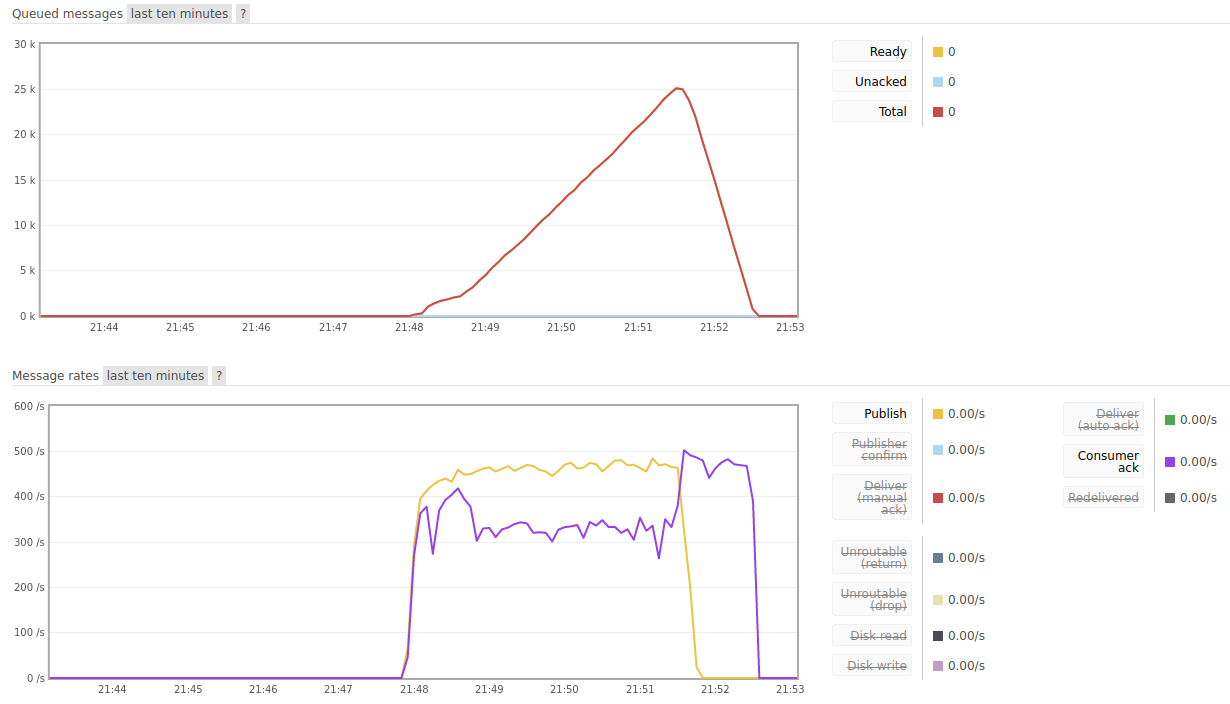 Queued messages last ten minutes ?
30 k
25 k
20 k
15 k
10 k
5 k
0 k
21:44 21:45 21:46 21:47 21:48 21:49 21:50 21:51 21:52 21:53
Ready 0
Unacked 0
Total 0
Message rates last ten minutes ?
600 /s
500 /s
400 /s
300 /s
200 /s
100 /s
0 /s
21:44 21:45 21:46 21:47 21:48 21:49 21:50 21:51 21:52 21:53
Publish 0.00/s
Publisher
confirm 0.00/s
Deliver
(manual
ack) 0.00/s
Deliver
(auto ack) 0.00/s
Consumer
ack 0.00/s
Redelivered 0.00/s
Unroutable
(return) 0.00/s
Unroutable
(drop) 0.00/s
Disk read 0.00/s
Disk write 0.00/s